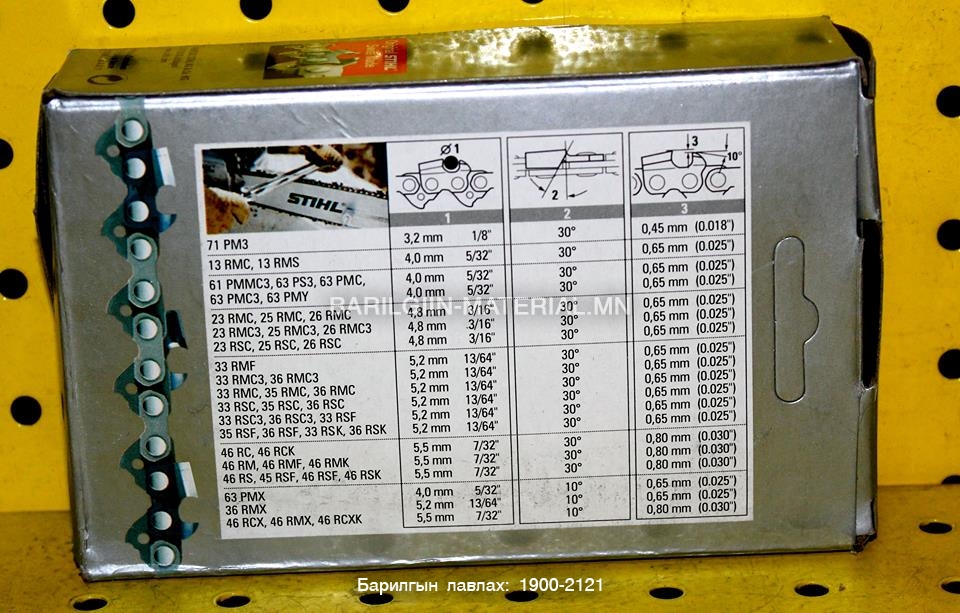 STIHL
Ø 1
2
3
10°
1 2 3
71 PM3 3,2 mm 1/8" 30° 0,45 mm (0.018")
13 RMC, 13 RMS 4,0 mm 5/32" 30° 0,65 mm (0.025")
61 PMMC3, 63 PS3, 63 PMC, 4,0 mm 5/32" 30° 0,65 mm (0.025")
63 PMC3, 63 PMY 4,0 mm 5/32" 30° 0,65 mm (0.025")
BARILGIIN-MATERIAL.MN
23 RMC, 25 RMC, 26 RMC 4,8 mm 3/16" 30° 0,65 mm (0.025")
23 RMC3, 25 RMC3, 26 RMC3 4,8 mm 3/16" 30° 0,65 mm (0.025")
23 RSC, 25 RSC, 26 RSC 4,8 mm 3/16" 30° 0,65 mm (0.025")
33 RMF 5,2 mm 13/64" 30° 0,65 mm (0.025")
33 RMC3, 36 RMC3 5,2 mm 13/64" 30° 0,65 mm (0.025")
33 RMC, 35 RMC, 36 RMC 5,2 mm 13/64" 30° 0,65 mm (0.025")
33 RSC, 35 RSC, 36 RSC 5,2 mm 13/64" 30° 0,65 mm (0.025")
33 RSC3, 36 RSC3, 33 RSF 5,2 mm 13/64" 30° 0,65 mm (0.025")
35 RSF, 36 RSF, 33 RSK, 36 RSK 5,2 mm 13/64" 30° 0,65 mm (0.025")
46 RC, 46 RCK 5,5 mm 7/32" 30° 0,80 mm (0.030")
46 RM, 46 RMF, 46 RMK 5,5 mm 7/32" 30° 0,80 mm (0.030")
46 RS, 45 RSF, 46 RSF, 46 RSK 5,5 mm 7/32" 30° 0,80 mm (0.030")
63 PMX 4,0 mm 5/32" 10° 0,65 mm (0.025")
36 RMX 5,2 mm 13/64" 10° 0,65 mm (0.025")
46 RCX, 46 RMX, 46 RCXK 5,5 mm 7/32" 10° 0,80 mm (0.030")
Барилгын лавлах: 1900-2121